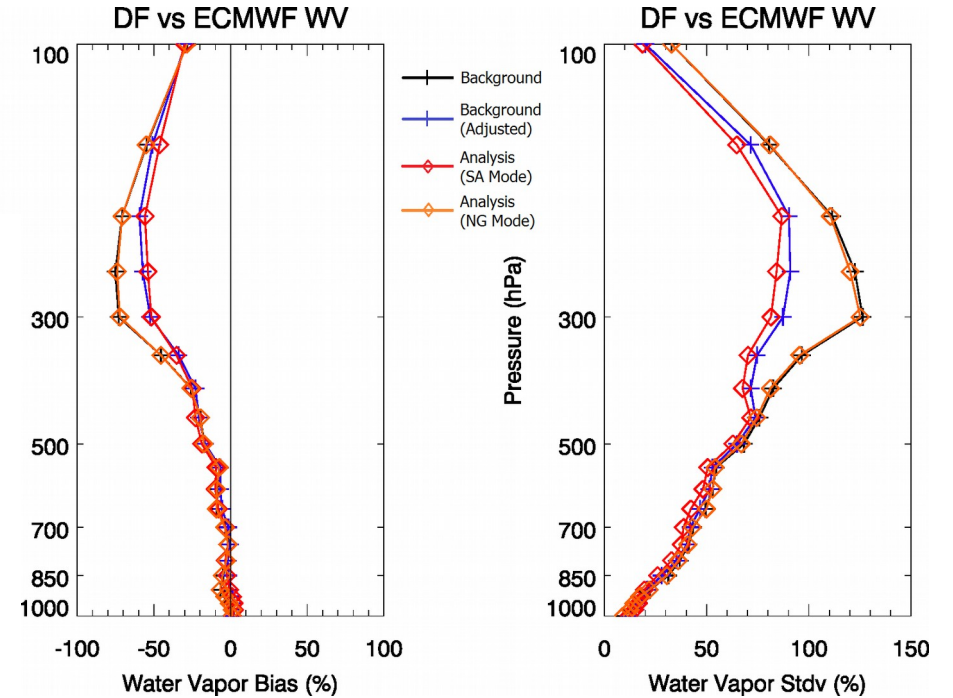 DF vs ECMWF WV
100
300
500
700
850
1000
-100 -50 0 50 100
Water Vapor Bias (%)
Background
Background
(Adjusted)
Analysis
(SA Mode)
Analysis
(NG Mode)
DF vs ECMWF WV
Pressure (hPa)
100
300
500
700
850
1000
0 50 100 150
Water Vapor Stdv (%)